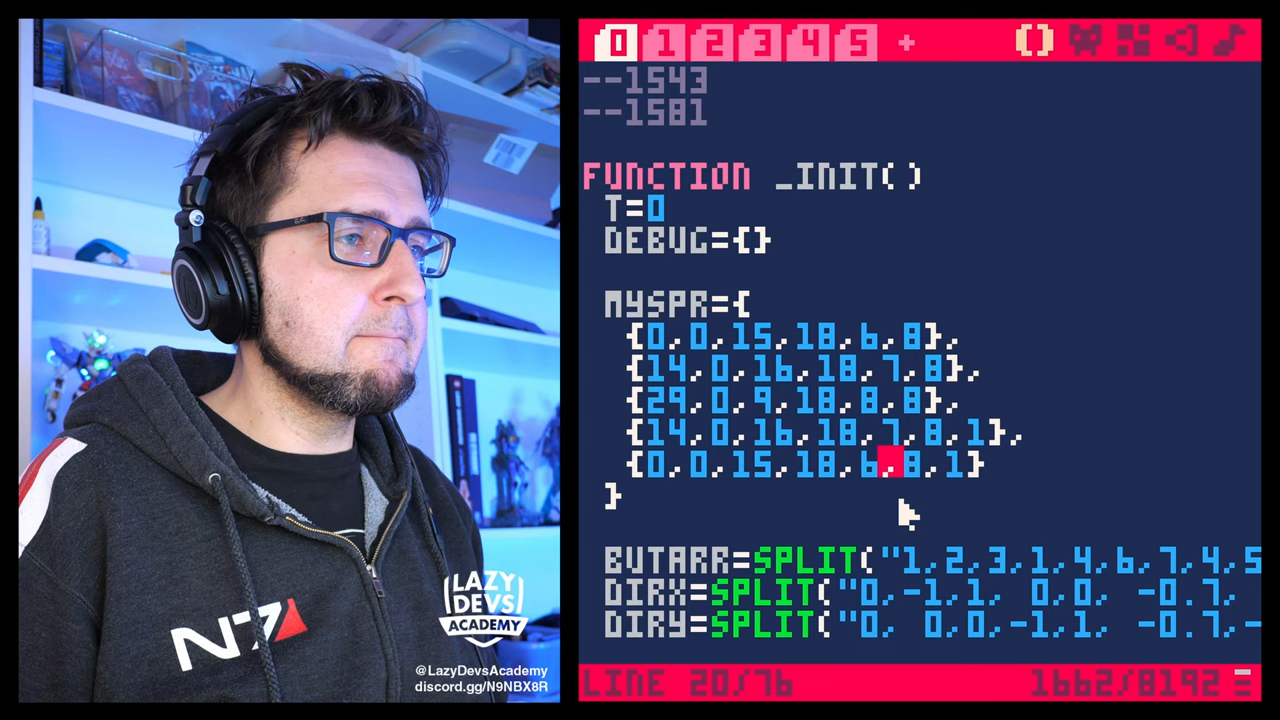 0 1 2 3 4 5 +
--1543
--1581
FUNCTION _INIT()
T=0
DEBUG={}
MYSPR={
{0,0,15,18,6,8},
{14,0,16,18,7,8},
{29,0,9,18,8,8},
{14,0,16,18,7,8,1},
{0,0,15,18,6,8,1}
}
BUTARR=SPLIT("1,2,3,1,4,6,7,4,5
DIRX=SPLIT("0,-1,1, 0,0, -0.7,
DIRY=SPLIT("0, 0,0,-1,1, -0.7,-
LINE 20/76 1662/8192
N7
LAZY
DEVS
ACADEMY
@LazyDevsAcademy
discord.gg/N9NBX8R